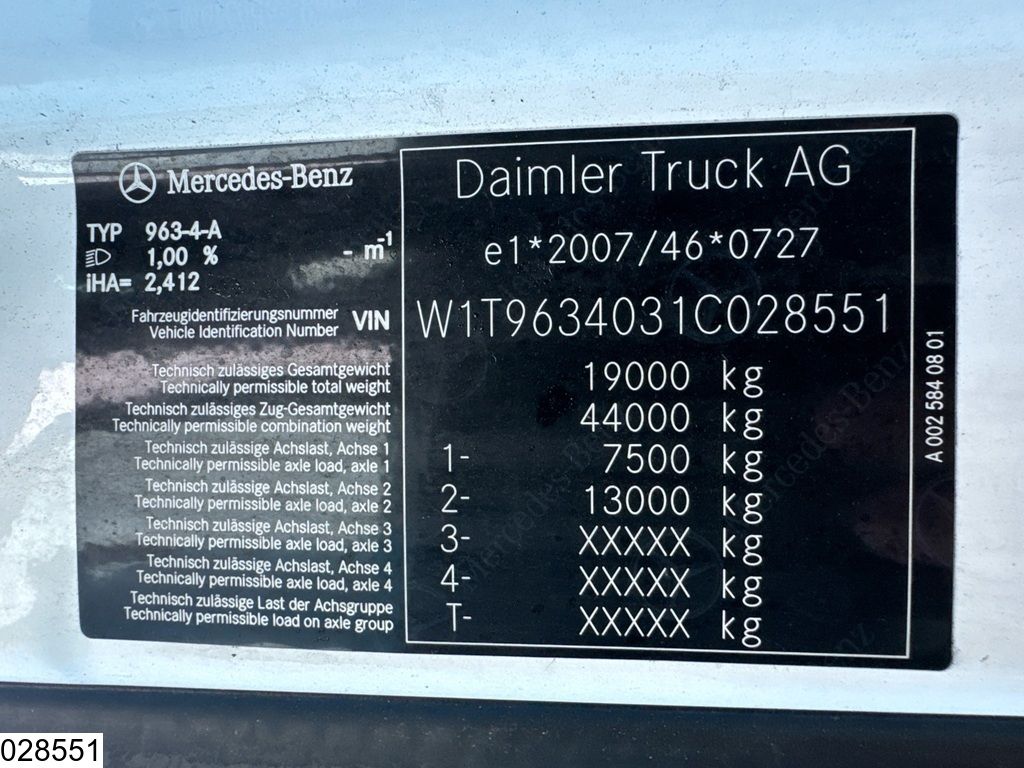 Mercedes-Benz
TYP 963-4-A
1,00 % - m-1
iHA= 2,412
Daimler Truck AG
e1*2007/46*0727
Fahrzeugidentifizierungsnummer
Vehicle Identification Number
VIN W1T9634031C028551
Technisch zulässiges Gesamtgewicht
Technically permissible total weight
19000 kg
Technisch zulässiges Zug-Gesamtgewicht
Technically permissible combination weight
44000 kg
Technisch zulässige Achslast, Achse 1
Technically permissible axle load, axle 1
1- 7500 kg
Technisch zulässige Achslast, Achse 2
Technically permissible axle load, axle 2
2- 13000 kg
Technisch zulässige Achslast, Achse 3
Technically permissible axle load, axle 3
3- XXXXX kg
Technisch zulässige Achslast, Achse 4
Technically permissible axle load, axle 4
4- XXXXX kg
Technisch zulässige Last der Achsgruppe
Technically permissible load on axle group
T- XXXXX kg
A 002 584 08 01
028551